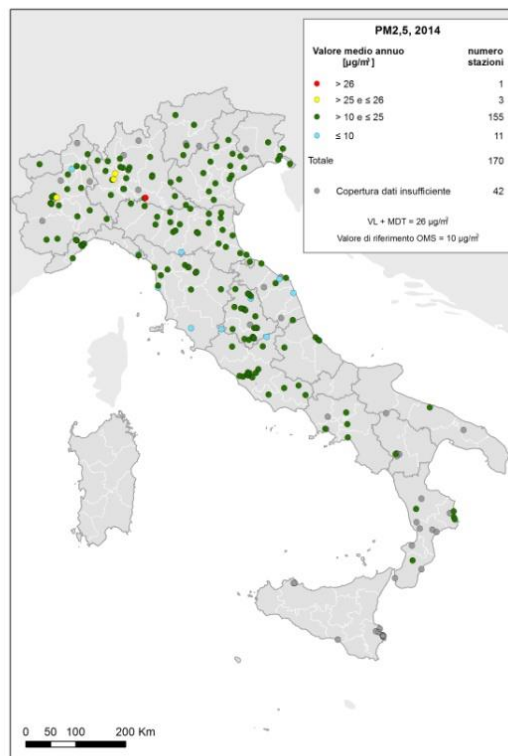 PM2,5, 2014
Valore medio annuo numero
[µg/m³] stazioni
> 26 1
> 25 e ≤ 26 3
> 10 e ≤ 25 155
≤ 10 11
Totale 170
Copertura dati insufficiente 42
VL + MDT = 26 µg/m³
Valore di riferimento OMS = 10 µg/m³
0 50 100 200 Km